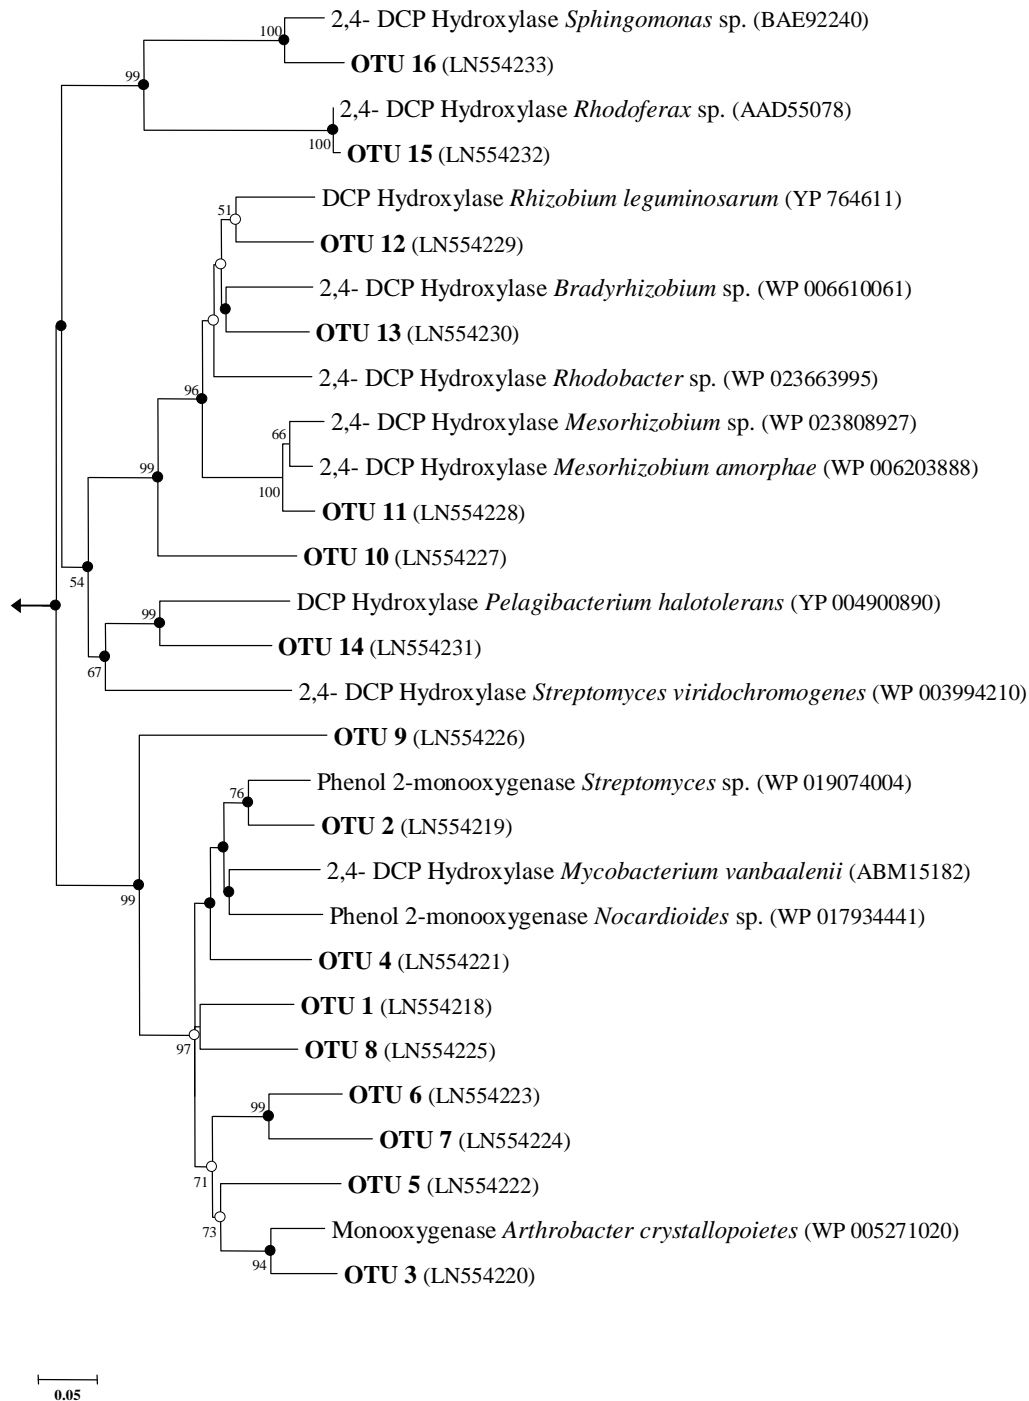 2,4- DCP Hydroxylase Sphingomonas sp. (BAE92240)
100
OTU 16 (LN554233)
99
2,4- DCP Hydroxylase Rhodoferax sp. (AAD55078)
100
OTU 15 (LN554232)
DCP Hydroxylase Rhizobium leguminosarum (YP 764611)
51
OTU 12 (LN554229)
2,4- DCP Hydroxylase Bradyrhizobium sp. (WP 006610061)
OTU 13 (LN554230)
2,4- DCP Hydroxylase Rhodobacter sp. (WP 023663995)
96
2,4- DCP Hydroxylase Mesorhizobium sp. (WP 023808927)
66
2,4- DCP Hydroxylase Mesorhizobium amorphae (WP 006203888)
99
100
OTU 11 (LN554228)
OTU 10 (LN554227)
54
DCP Hydroxylase Pelagibacterium halotolerans (YP 004900890)
99
OTU 14 (LN554231)
67
2,4- DCP Hydroxylase Streptomyces viridochromogenes (WP 003994210)
OTU 9 (LN554226)
Phenol 2-monooxygenase Streptomyces sp. (WP 019074004)
76
OTU 2 (LN554219)
2,4- DCP Hydroxylase Mycobacterium vanbaalenii (ABM15182)
99
Phenol 2-monooxygenase Nocardioides sp. (WP 017934441)
OTU 4 (LN554221)
OTU 1 (LN554218)
97
OTU 8 (LN554225)
OTU 6 (LN554223)
99
OTU 7 (LN554224)
71
OTU 5 (LN554222)
73
Monooxygenase Arthrobacter crystallopoietes (WP 005271020)
94
OTU 3 (LN554220)
0.05